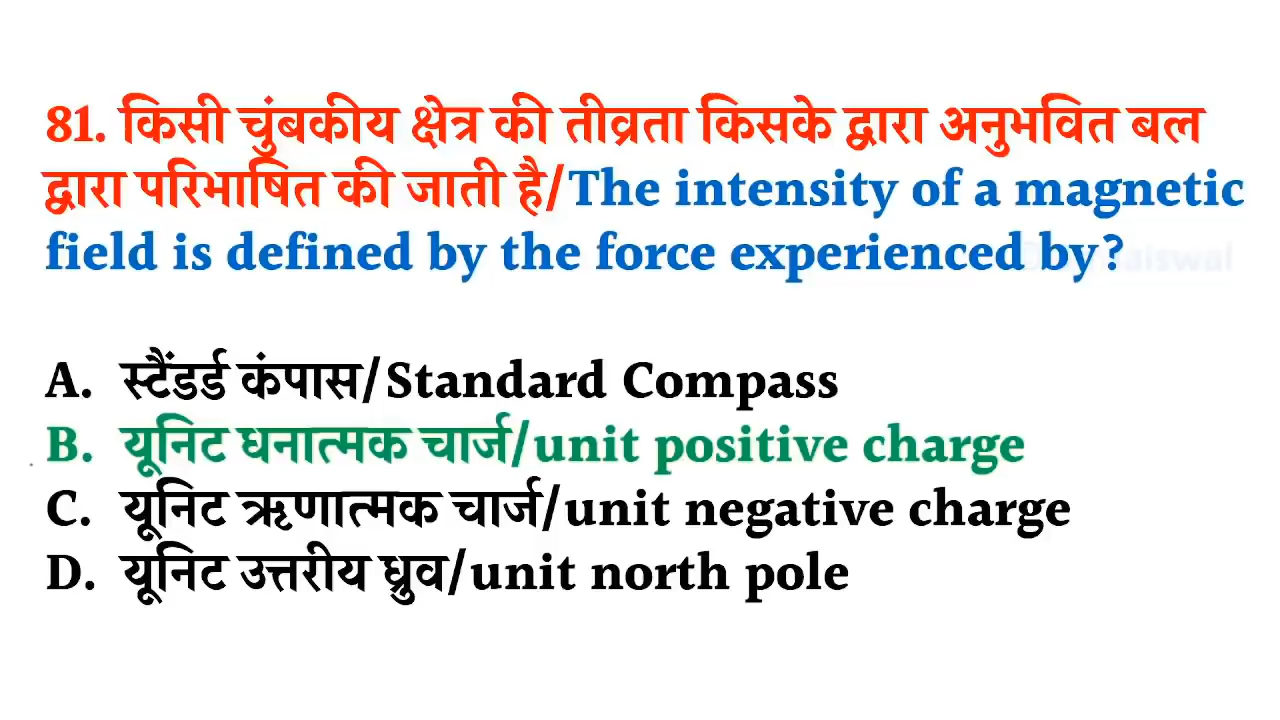 81. किसी चुंबकीय क्षेत्र की तीव्रता किसके द्वारा अनुभवित बल
द्वारा परिभाषित की जाती है/The intensity of a magnetic
field is defined by the force experienced by?
A. स्टैंडर्ड कंपास/Standard Compass
B. यूनिट धनात्मक चार्ज/unit positive charge
C. यूनिट ऋणात्मक चार्ज/unit negative charge
D. यूनिट उत्तरीय ध्रुव/unit north pole